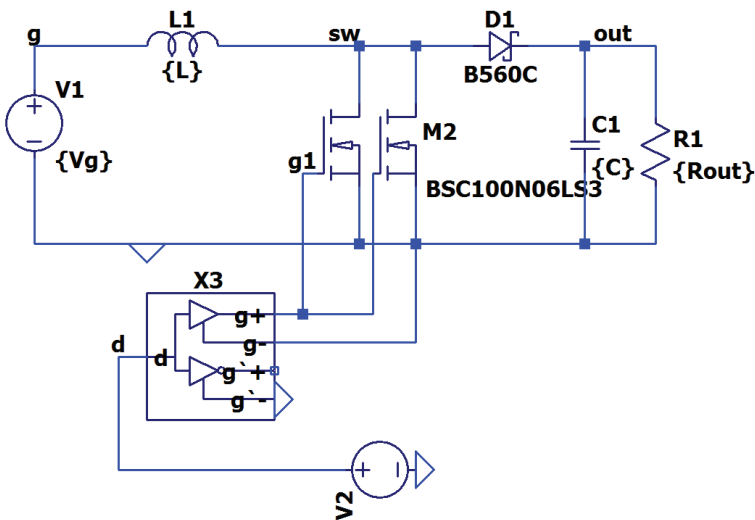 g
L1
{L}
sw
D1
B560C
out
V1
{Vg}
g1
M2
BSC100N06LS3
C1
{C}
R1
{Rout}
X3
d
d
g+
g-
g`+
g`-
V2